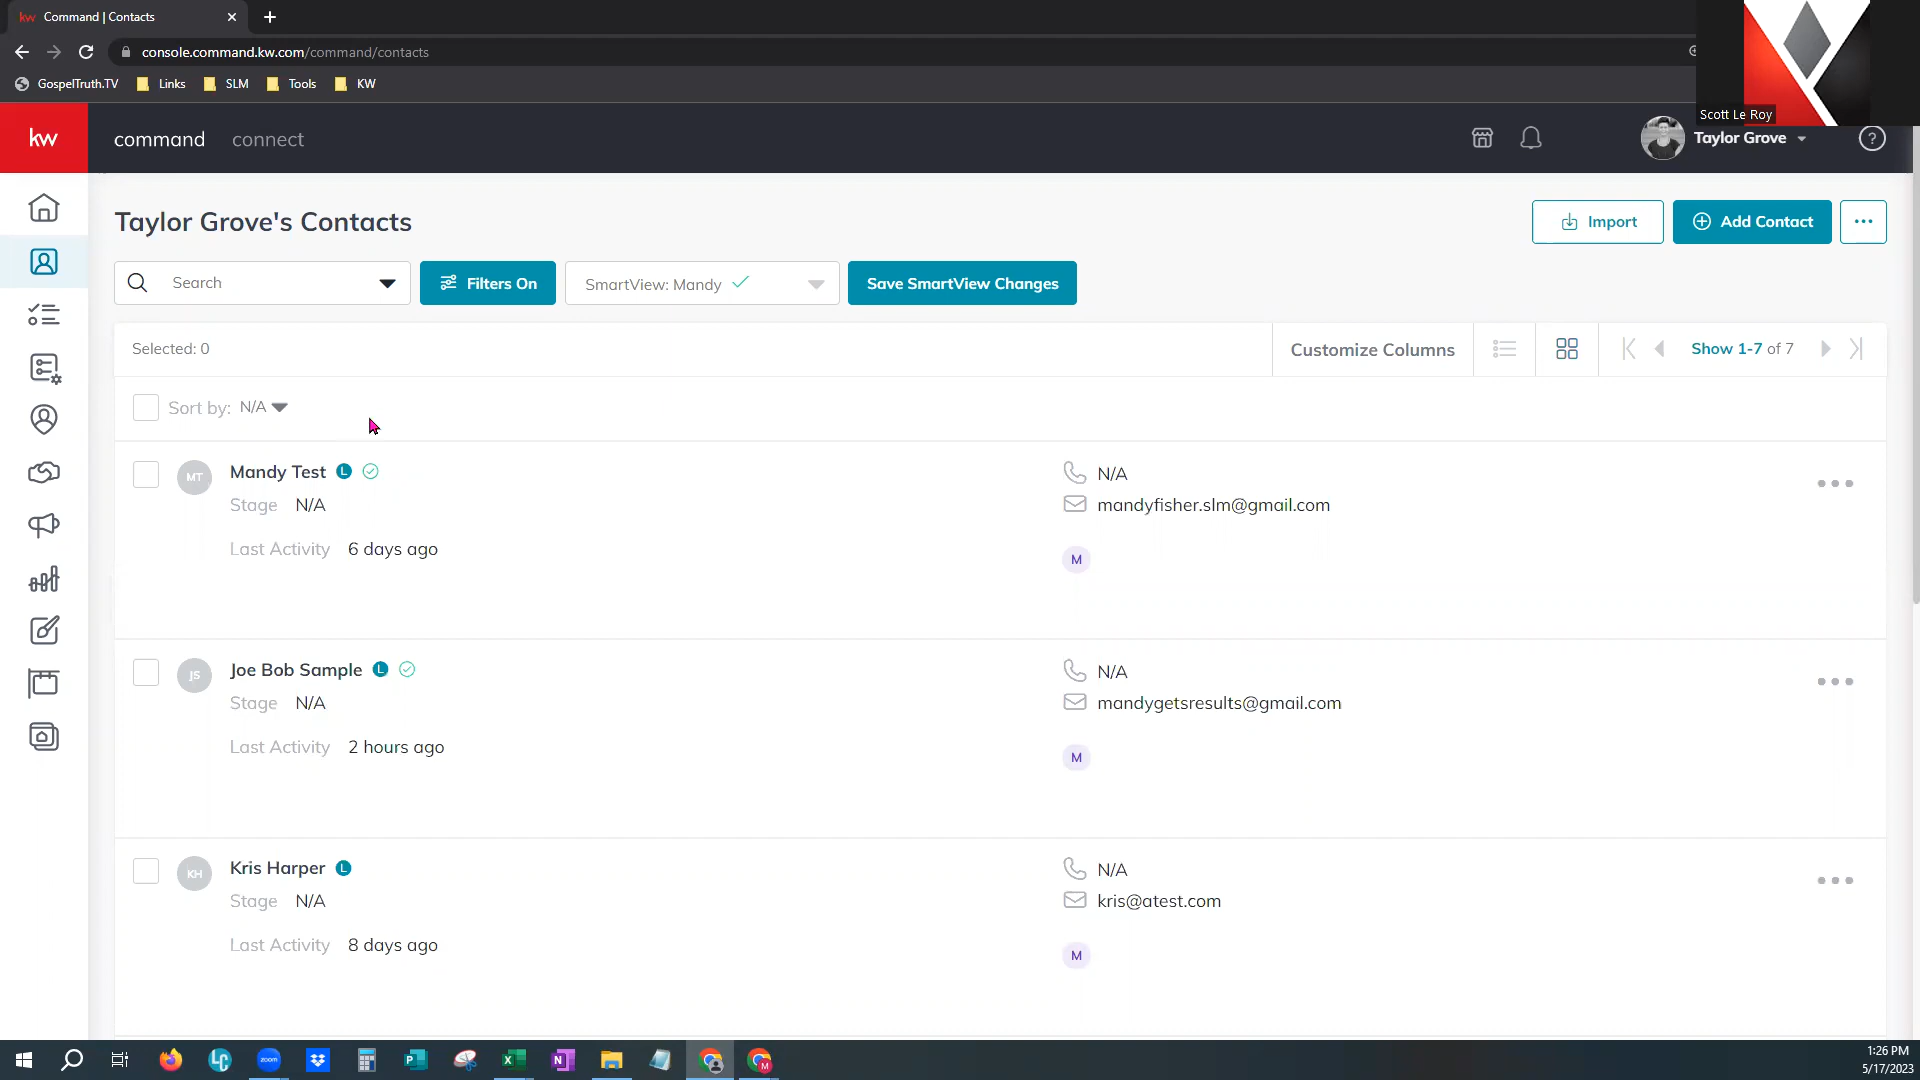 kw Command | Contacts
console.command.kw.com/command/contacts
GospelTruth.TV Links SLM Tools KW
Scott Le Roy
kw command connect Taylor Grove ?
Taylor Grove's Contacts
Import Add Contact ...
Search Filters On SmartView: Mandy Save SmartView Changes
Selected: 0 Customize Columns Show 1-7 of 7
Sort by: N/A
MT Mandy Test L N/A
Stage N/A mandyfisher.slm@gmail.com
Last Activity 6 days ago M
JS Joe Bob Sample L N/A
Stage N/A mandygetsresults@gmail.com
Last Activity 2 hours ago M
KH Kris Harper L N/A
Stage N/A kris@atest.com
Last Activity 8 days ago M
LC zoom P X N M
1:26 PM
5/17/2023